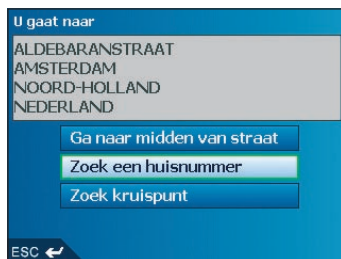 U gaat naar
ALDEBARANSTRAAT
AMSTERDAM
NOORD-HOLLAND
NEDERLAND
Ga naar midden van straat
Zoek een huisnummer
Zoek kruispunt
ESC